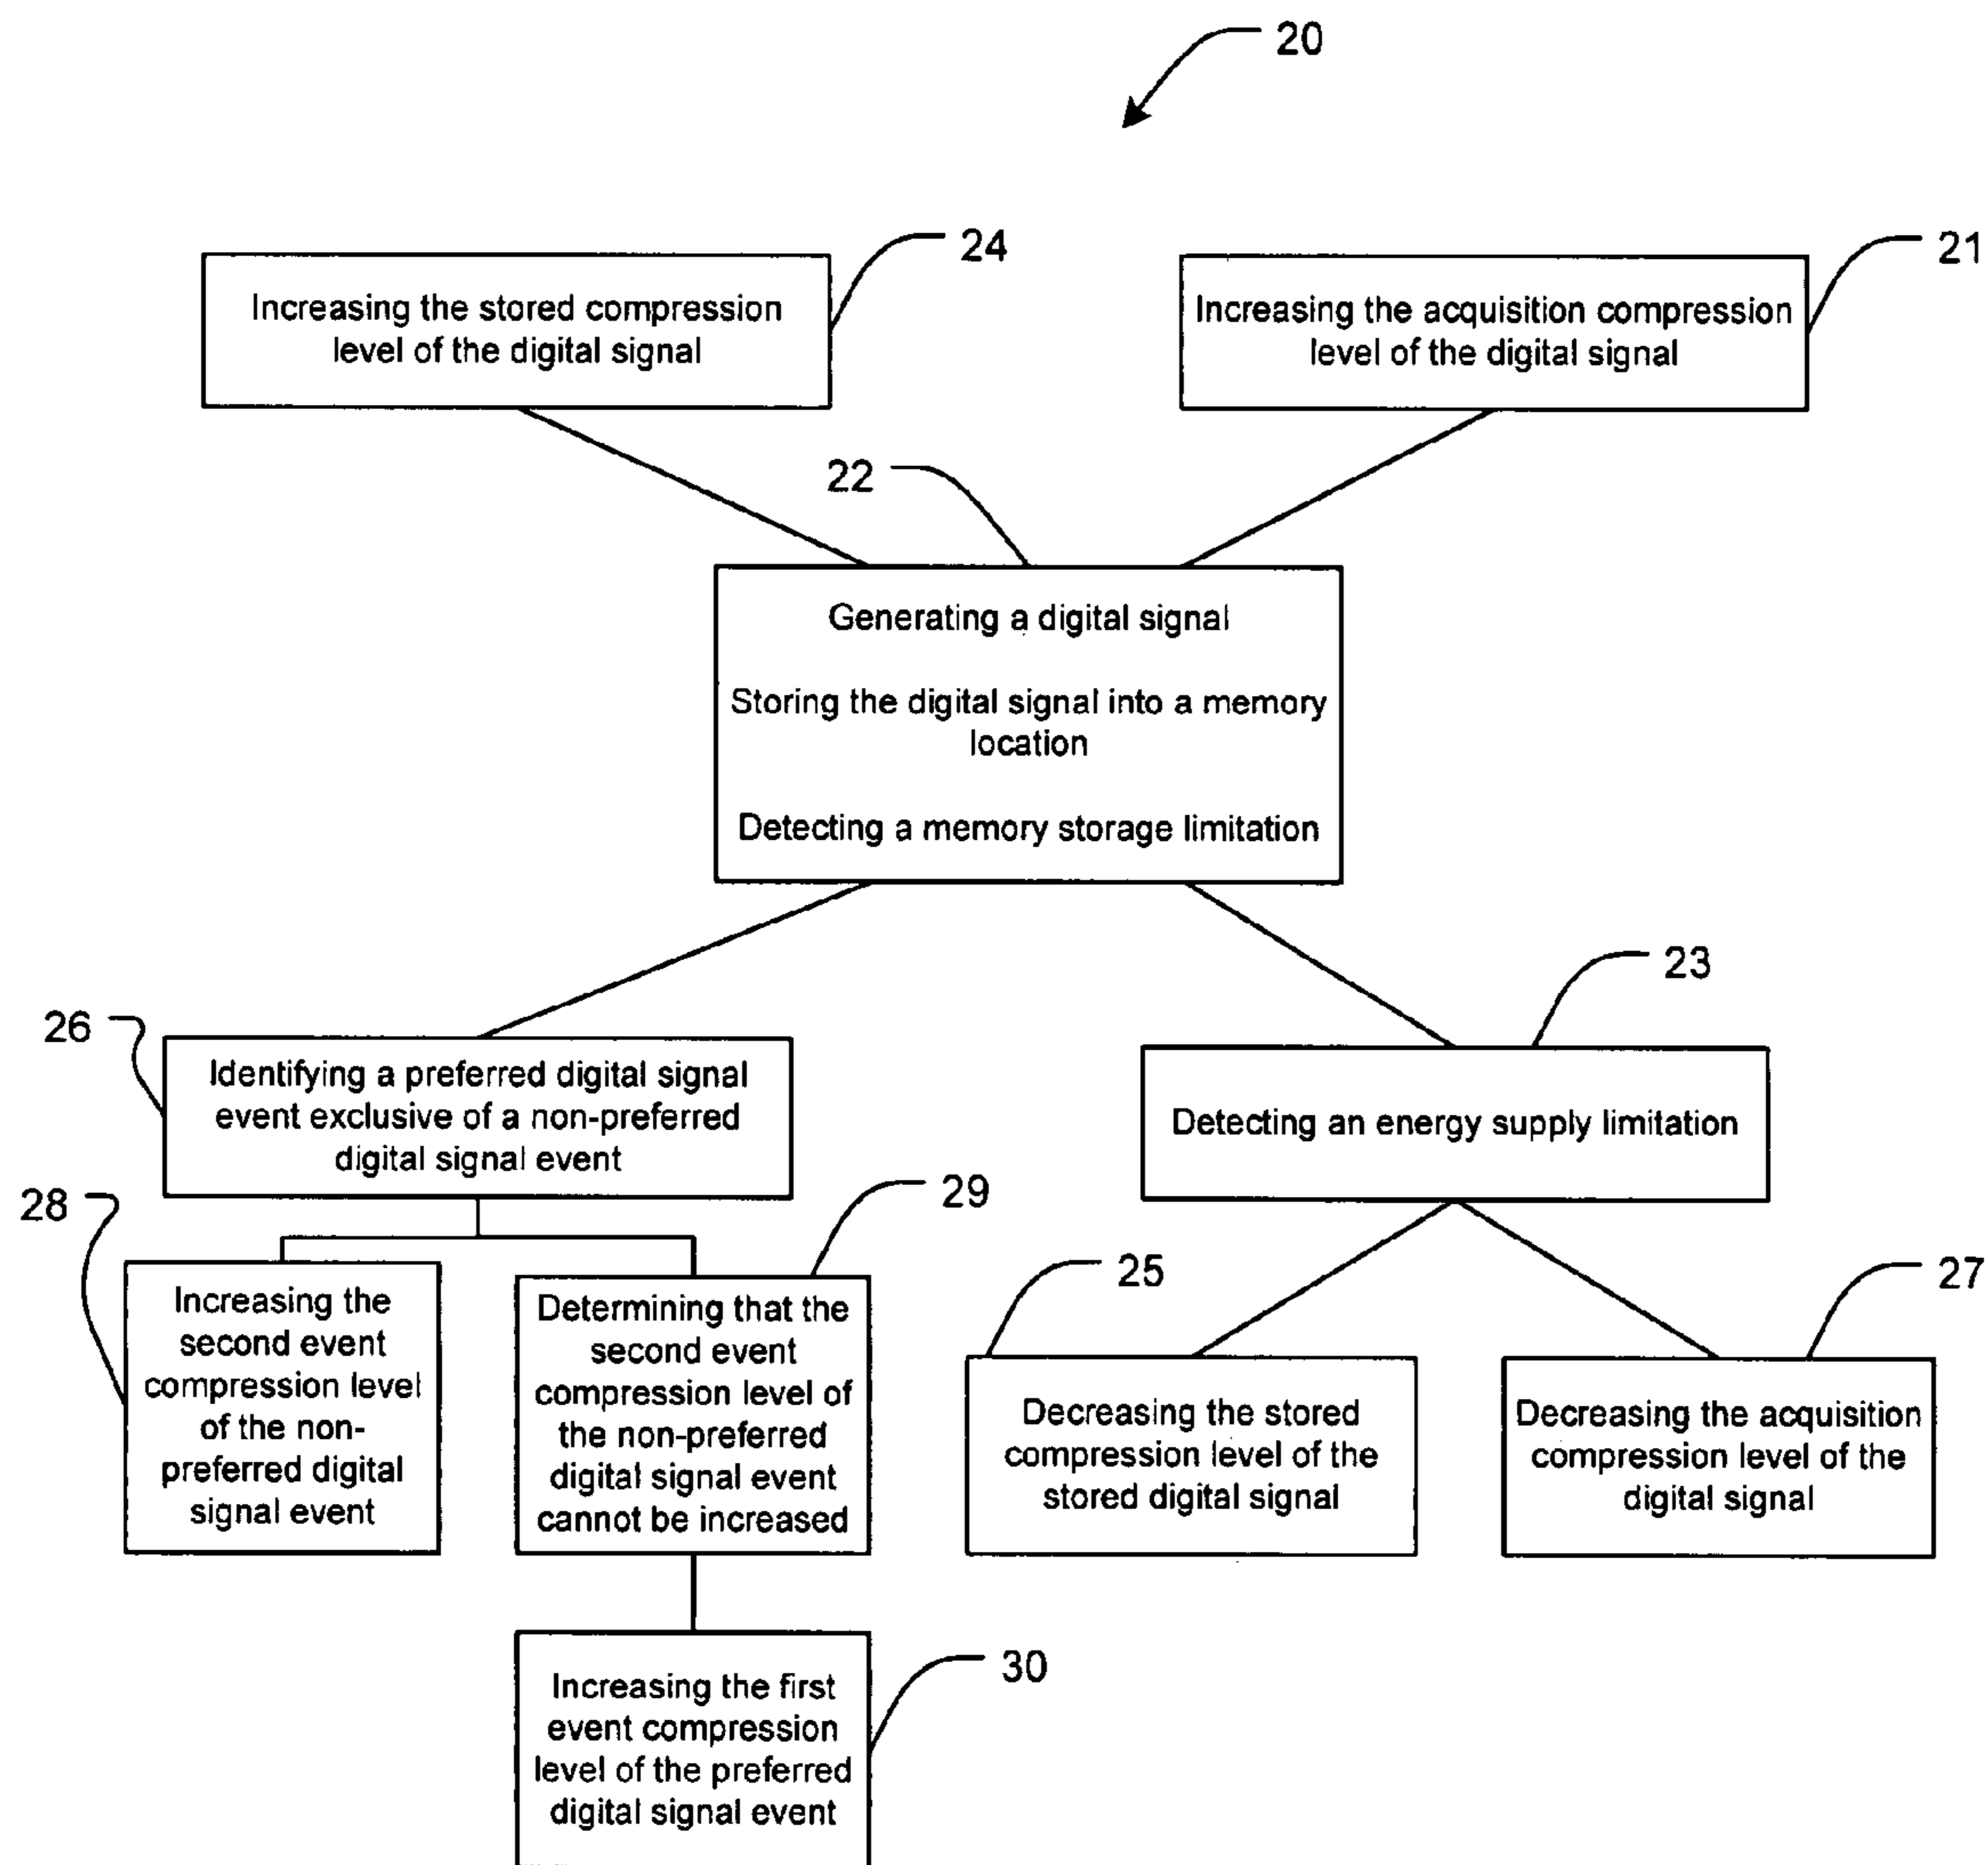 20
24
21
Increasing the stored compression
level of the digital signal
Increasing the acquisition compression
level of the digital signal
22
Generating a digital signal
Storing the digital signal into a memory
location
Detecting a memory storage limitation
23
26
Identifying a preferred digital signal
event exclusive of a non-preferred
digital signal event
Detecting an energy supply limitation
28
29
25
27
Increasing the
second event
compression level
of the non-
preferred digital
signal event
Determining that the
second event
compression level of
the non-preferred
digital signal event
cannot be increased
Decreasing the stored
compression level of the
stored digital signal
Decreasing the acquisition
compression level of the
digital signal
30
Increasing the first
event compression
level of the preferred
digital signal event